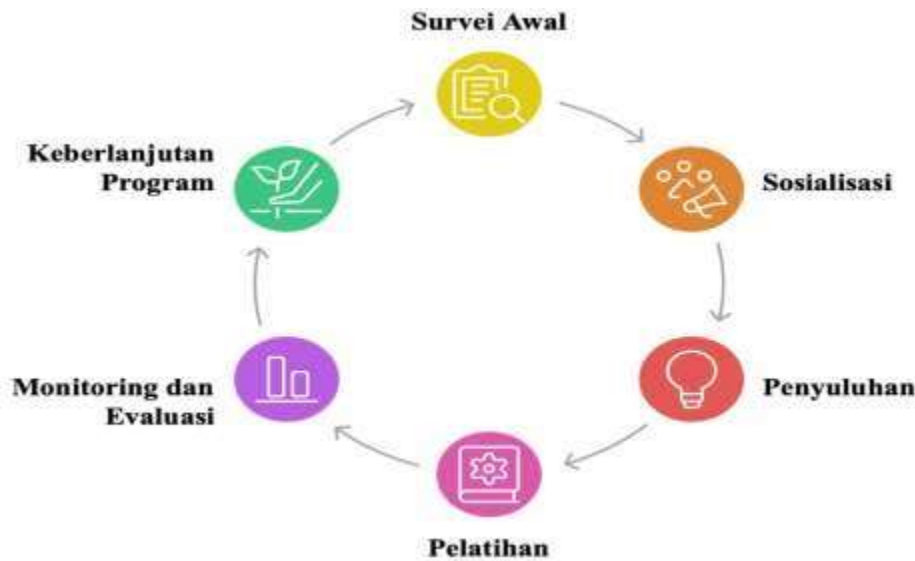 Survei Awal
Sosialisasi
Penyuluhan
Pelatihan
Monitoring dan
Evaluasi
Keberlanjutan
Program